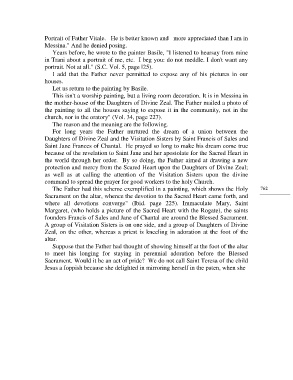 Portrait of Father Vitale. He is better known and more appreciated than I am in
Messina." And he denied posing.
Years before, he wrote to the painter Basile, "I listened to hearsay from mine
in Trani about a portrait of me, etc. I beg you: do not meddle. I don't want any
portrait. Not at all." (S.C. Vol. 5, page l25).
I add that the Father never permitted to expose any of his pictures in our
houses.
Let us return to the painting by Basile.
This isn't a worship painting, but a living room decoration. It is in Messina in
the mother-house of the Daughters of Divine Zeal. The Father mailed a photo of
the painting to all the houses saying to expose it in the community, not in the
church, nor in the oratory" (Vol. 34, page 227).
The reason and the meaning are the following.
For long years the Father nurtured the dream of a union between the
Daughters of Divine Zeal and the Visitation Sisters by Saint Francis of Sales and
Saint Jane Frances of Chantal. He prayed so long to make his dream come true
because of the revelation to Saint Jane and her apostolate for the Sacred Heart in
the world through her order. By so doing, the Father aimed at drawing a new
protection and mercy from the Sacred Heart upon the Daughters of Divine Zeal;
as well as at calling the attention of the Visitation Sisters upon the divine
command to spread the prayer for good workers to the holy Church.
The Father had this scheme exemplified in a painting, which shows the Holy
Sacrament on the altar, whence the devotion to the Sacred Heart came forth, and
where all devotions converge" (Ibid. page 225). Immaculate Mary, Saint
Margaret, (who holds a picture of the Sacred Heart with the Rogate), the saints
founders Francis of Sales and Jane of Chantal are around the Blessed Sacrament.
A group of Visitation Sisters is on one side, and a group of Daughters of Divine
Zeal, on the other, whereas a priest is kneeling in adoration at the foot of the
altar.
Suppose that the Father had thought of showing himself at the foot of the altar
to meet his longing for staying in perennial adoration before the Blessed
Sacrament. Would it be an act of pride? We do not call Saint Teresa of the child
Jesus a foppish because she delighted in mirroring herself in the paten, when she
762